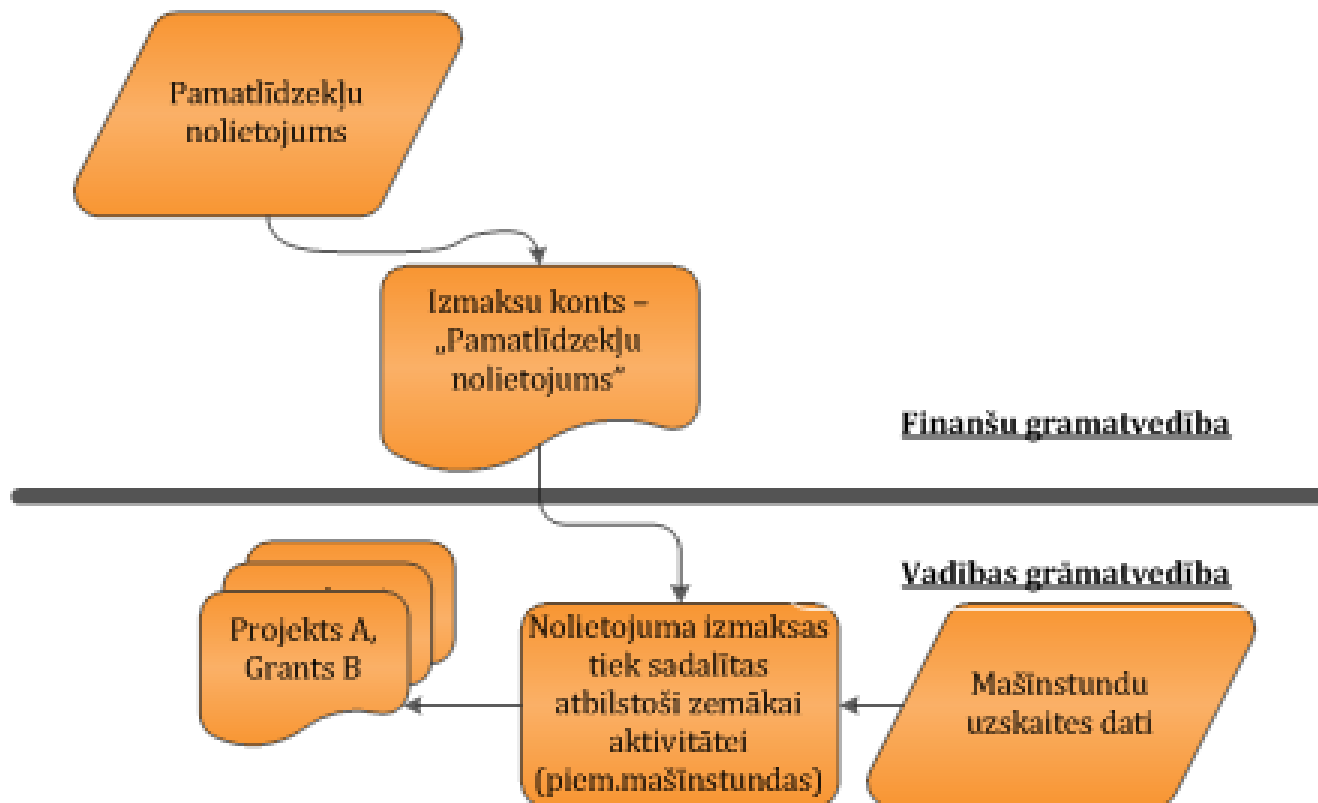 Pamatlīdzekļu
nolietojums
Izmaksu konts –
„Pamatlīdzekļu
nolietojums“
Finanšu gramatvedība
Vadības grāmatvedība
Projekts A,
Grants B
Nolietojuma izmaksas
tiek sadalītas
atbilstoši zemākai
aktivitātei
(piem.mašīnstundas)
Mašīnstundu
uzskaites dati